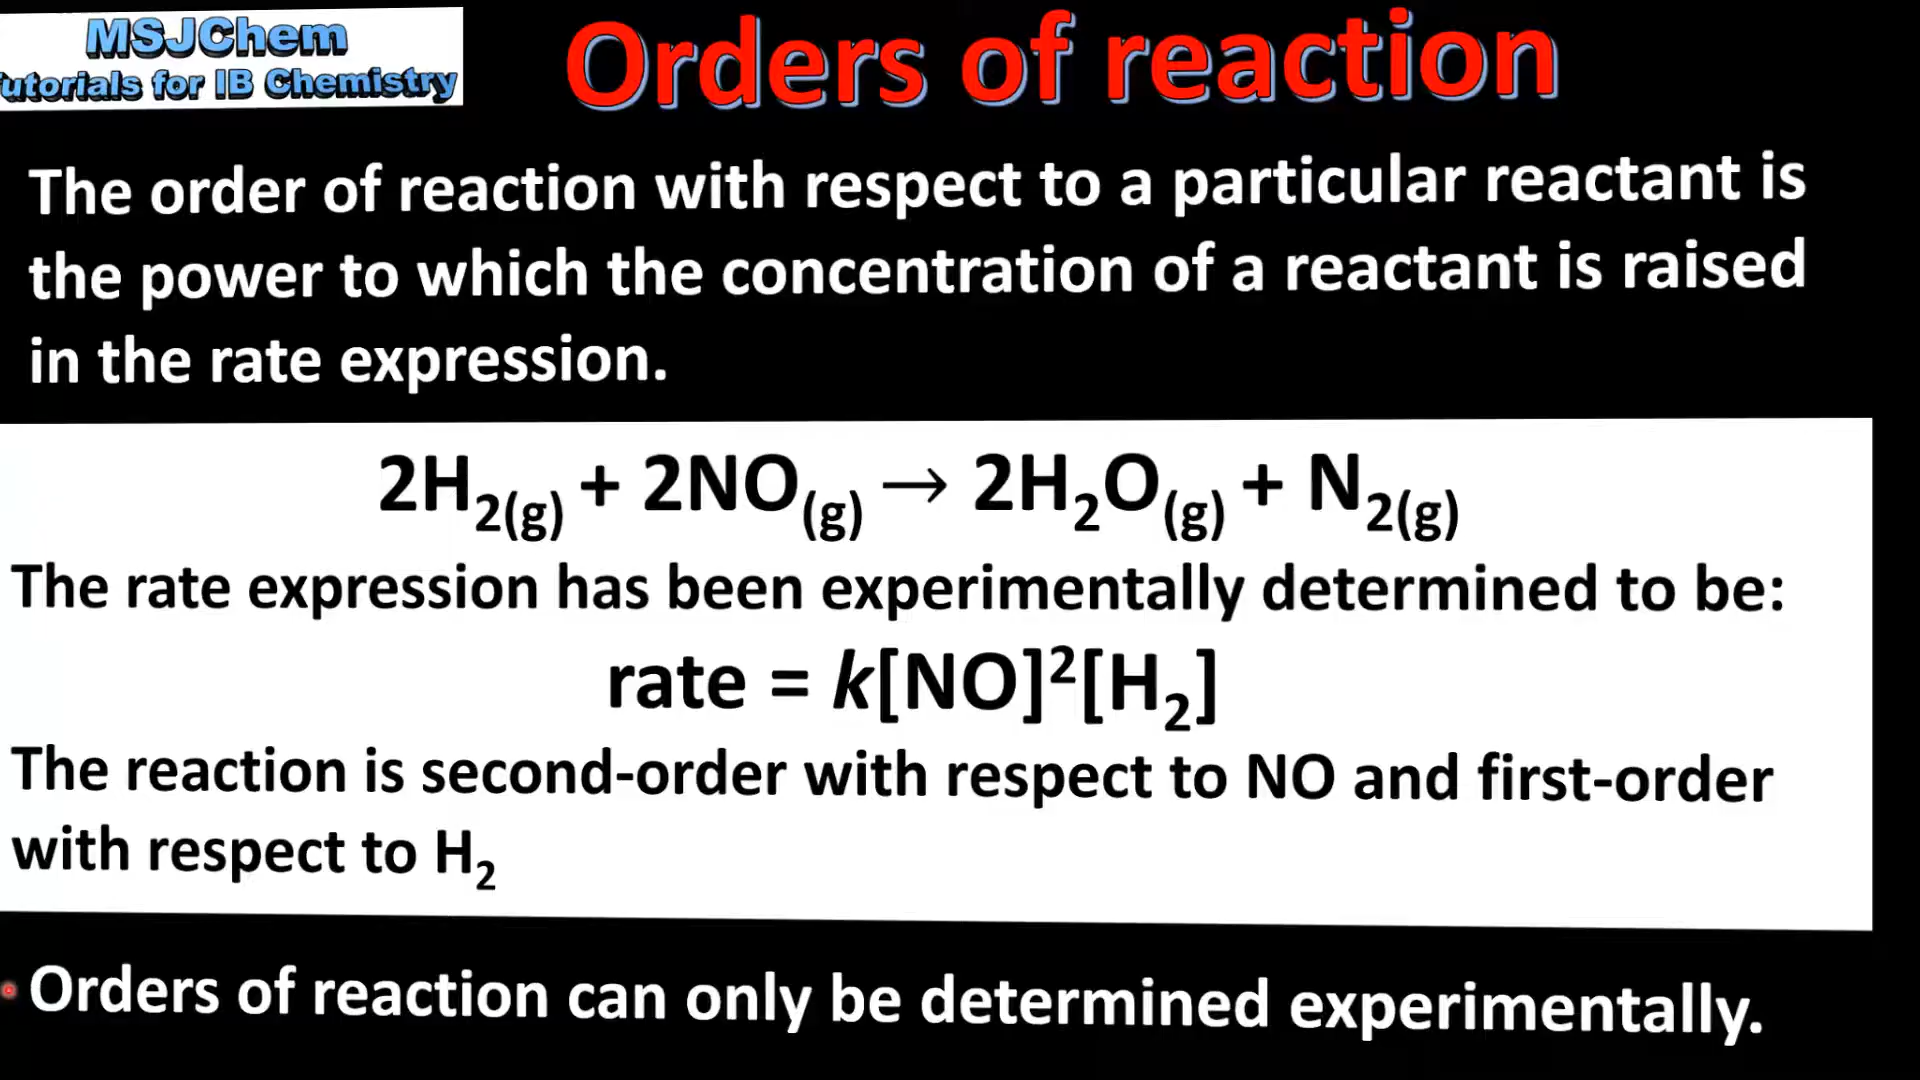 MSJChem
utorials for IB Chemistry
Orders of reaction
The order of reaction with respect to a particular reactant is
the power to which the concentration of a reactant is raised
in the rate expression.
2H₂(g) + 2NO(g) → 2H₂O(g) + N₂(g)
The rate expression has been experimentally determined to be:
rate = k[NO]²[H₂]
The reaction is second-order with respect to NO and first-order
with respect to H₂
Orders of reaction can only be determined experimentally.